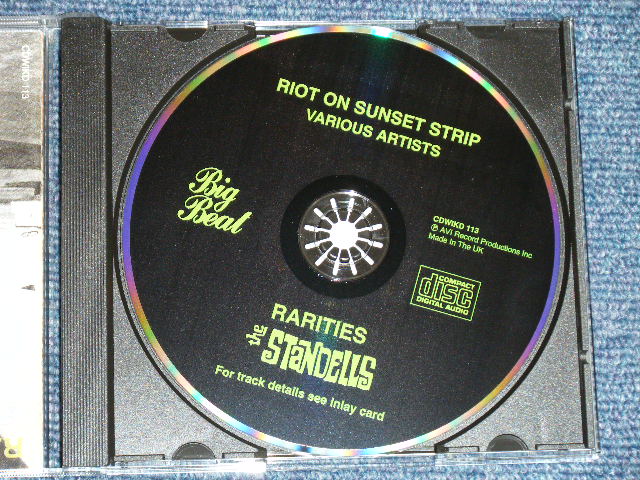 CDWIKD 113
RIOT ON SUNSET STRIP
VARIOUS ARTISTS
Big
Beat
CDWIKD 113
℗ AVI Record Productions Inc
Made In The UK
COMPACT
disc
DIGITAL AUDIO
RARITIES
the STANDELLS
For track details see inlay card